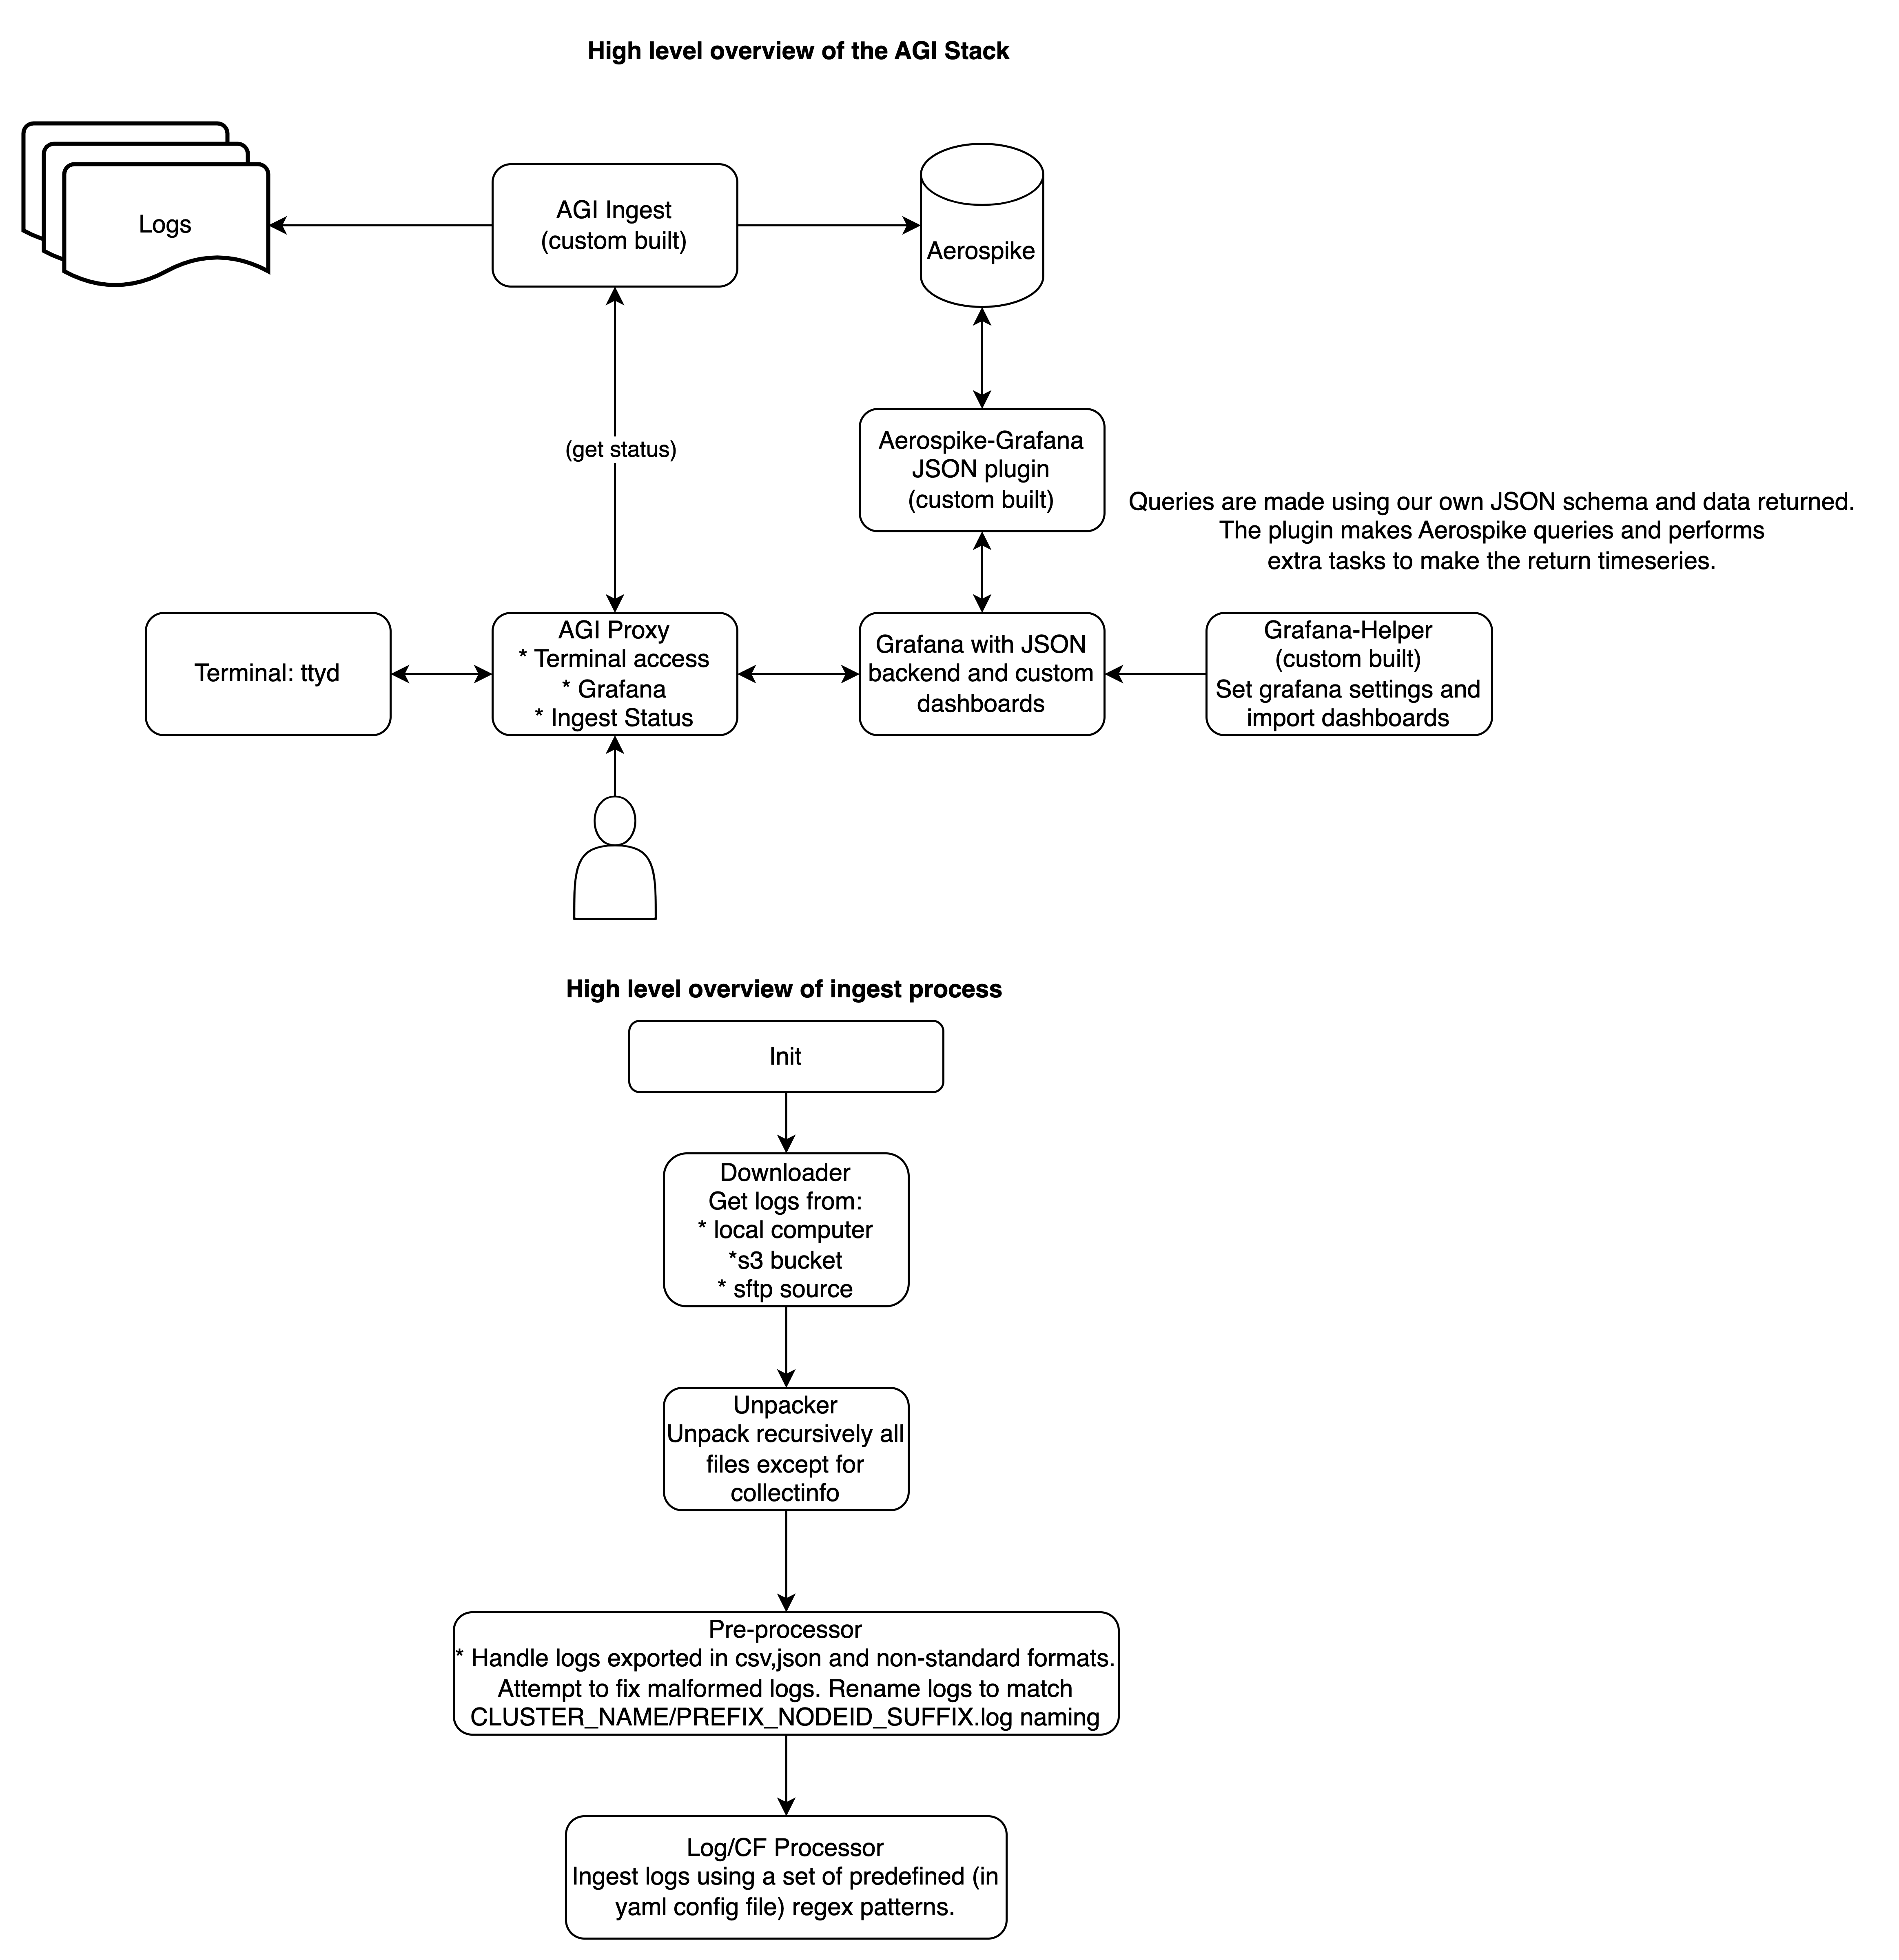 High level overview of the AGI Stack
Logs
AGI Ingest
(custom built)
Aerospike
(get status)
Aerospike-Grafana
JSON plugin
(custom built)
Queries are made using our own JSON schema and data returned.
The plugin makes Aerospike queries and performs
extra tasks to make the return timeseries.
Terminal: ttyd
AGI Proxy
* Terminal access
* Grafana
* Ingest Status
Grafana with JSON
backend and custom
dashboards
Grafana-Helper
(custom built)
Set grafana settings and
import dashboards
High level overview of ingest process
Init
Downloader
Get logs from:
* local computer
*s3 bucket
* sftp source
Unpacker
Unpack recursively all
files except for
collectinfo
Pre-processor
* Handle logs exported in csv,json and non-standard formats.
Attempt to fix malformed logs. Rename logs to match
CLUSTER_NAME/PREFIX_NODEID_SUFFIX.log naming
Log/CF Processor
Ingest logs using a set of predefined (in
yaml config file) regex patterns.